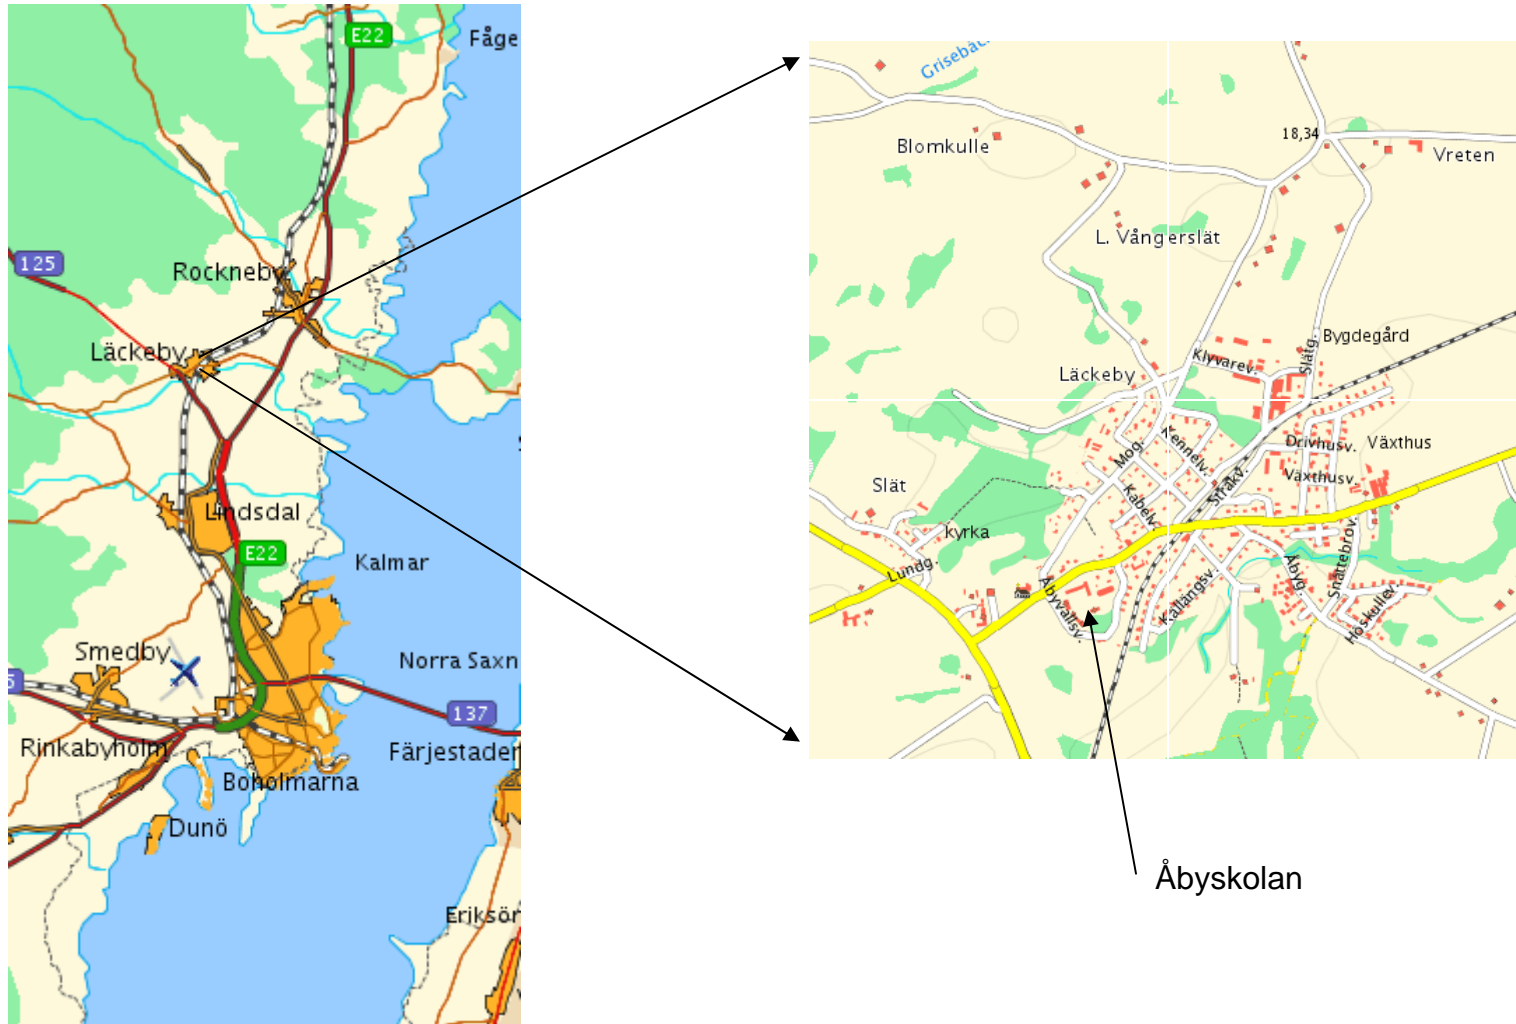 E22
Fåge
125
Rockneby
Läckeby
Lindsdal
E22
Kalmar
Smedby
Norra Saxn
5
137
Rinkabyholm
Färjestaden
Boholmarna
Dunö
Eriksör
Grisebäc
Blomkulle
18,34
Vreten
L. Vångerslät
Bygdegård
Slätg.
Klyvarev.
Läckeby
Kennelv.
Drivhusv.
Växthus
Mog.
Växthusv.
Slät
Stråkv.
Kabelv.
kyrka
Lundg.
Åbyvallsv.
Källängsv.
Åbyg.
Snättebrov.
Höskullev.
Åbyskolan